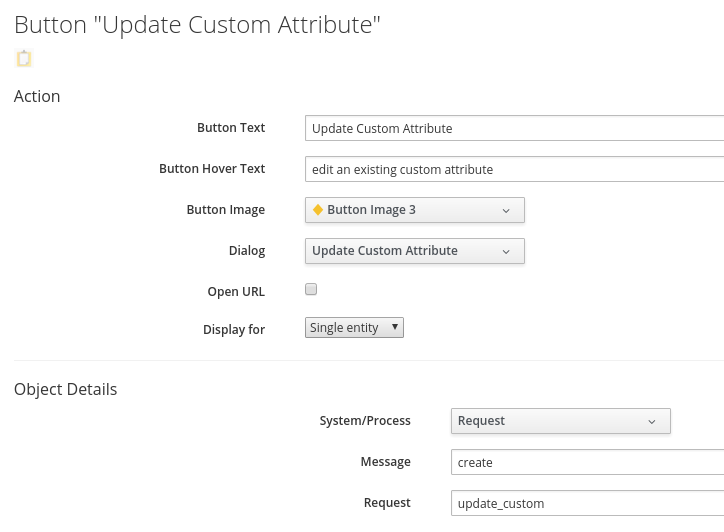 Button "Update Custom Attribute"
Action
Button Text Update Custom Attribute
Button Hover Text edit an existing custom attribute
Button Image Button Image 3
Dialog Update Custom Attribute
Open URL
Display for Single entity
Object Details
System/Process Request
Message create
Request update_custom